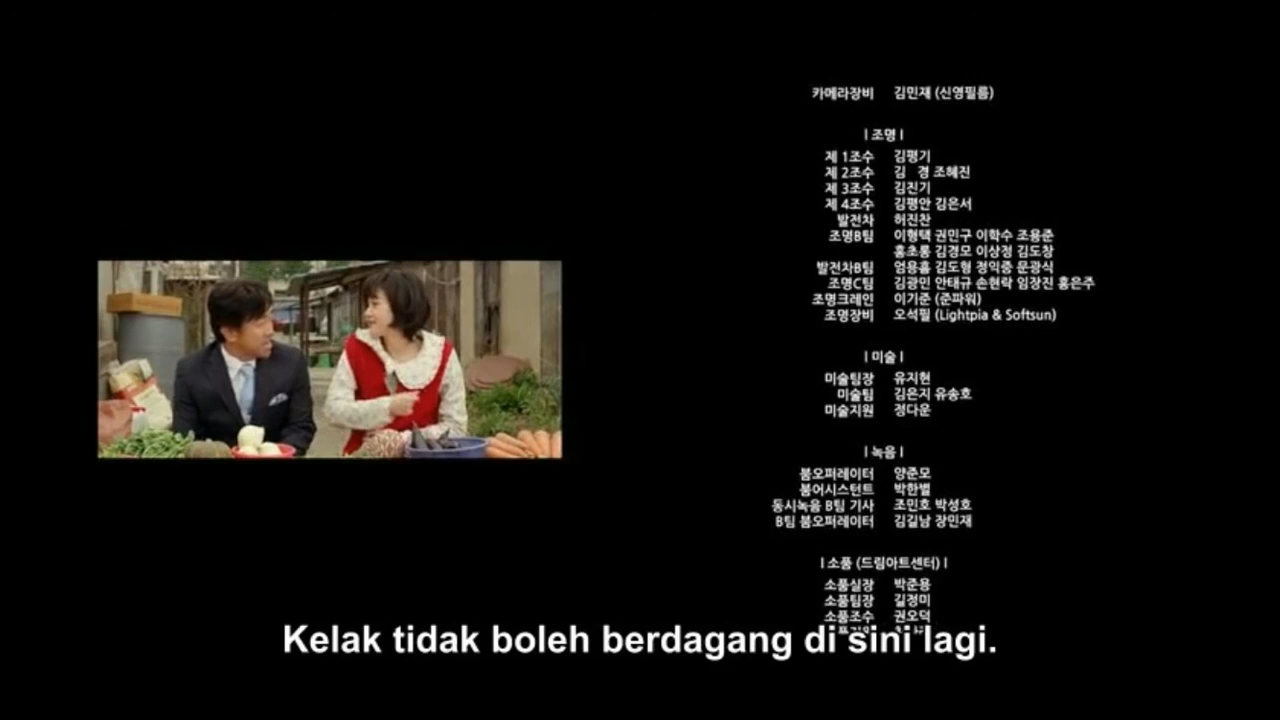 카메라장비 김민재 (신영필름)
| 조명 |
제 1조수 김평기
제 2조수 김 경 조혜진
제 3조수 김진기
제 4조수 김평안 김은서
발전차 허진찬
조명B팀 이형택 권민구 이학수 조용준
홍초롱 김경모 이상정 김도창
발전차B팀 엄용흠 김도형 정익중 문광식
조명C팀 김광민 안태규 손현락 임장진 홍은주
조명크레인 이기준 (준파워)
조명장비 오석필 (Lightpia & Softsun)
| 미술 |
미술팀장 유지현
미술팀 김은지 유송호
미술지원 정다운
| 녹음 |
붐오퍼레이터 양준모
붐어시스턴트 박한별
동시녹음 B팀 기사 조민호 박성호
B팀 붐오퍼레이터 김길남 장민재
| 소품 (드림아트센터) |
소품실장 박준용
소품팀장 길정미
소품조수 권오덕
Kelak tidak boleh berdagang di sini lagi.